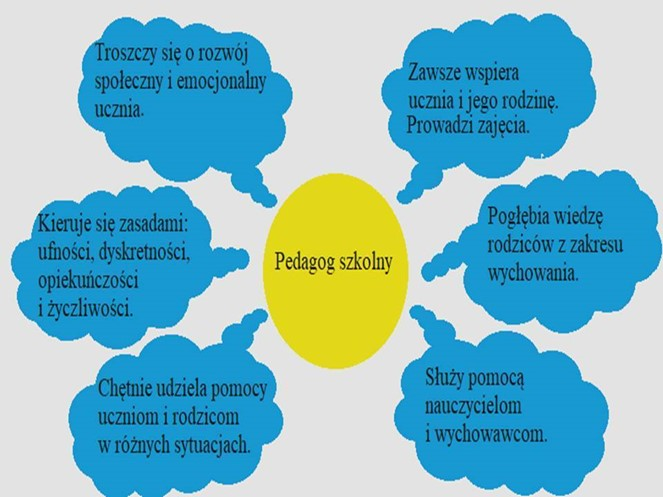 Troszczy się o rozwój
społeczny i emocjonalny
ucznia.
Zawsze wspiera
ucznia i jego rodzinę.
Prowadzi zajęcia.
Kieruje się zasadami:
ufności, dyskretności,
opiekuńczości
i życzliwości.
Pedagog szkolny
Pogłębia wiedzę
rodziców z zakresu
wychowania.
Chętnie udziela pomocy
uczniom i rodzicom
w różnych sytuacjach.
Służy pomocą
nauczycielom
i wychowawcom.